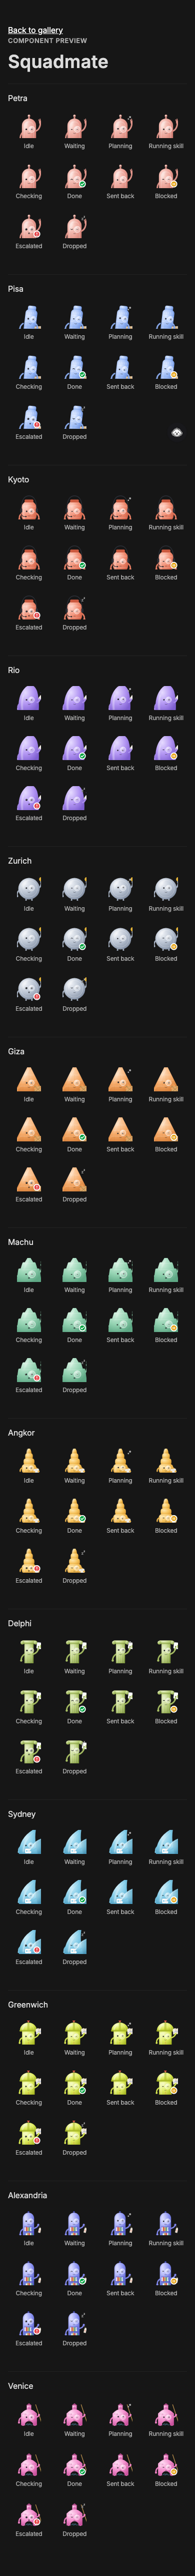 Back to gallery
COMPONENT PREVIEW
Squadmate
Petra
Idle Waiting Planning Running skill
Checking Done Sent back Blocked
Escalated Dropped
Pisa
Idle Waiting Planning Running skill
Checking Done Sent back Blocked
Escalated Dropped
Kyoto
Idle Waiting Planning Running skill
Checking Done Sent back Blocked
Escalated Dropped
Rio
Idle Waiting Planning Running skill
Checking Done Sent back Blocked
Escalated Dropped
Zurich
Idle Waiting Planning Running skill
Checking Done Sent back Blocked
Escalated Dropped
Giza
Idle Waiting Planning Running skill
Checking Done Sent back Blocked
Escalated Dropped
Machu
Idle Waiting Planning Running skill
Checking Done Sent back Blocked
Escalated Dropped
Angkor
Idle Waiting Planning Running skill
Checking Done Sent back Blocked
Escalated Dropped
Delphi
Idle Waiting Planning Running skill
Checking Done Sent back Blocked
Escalated Dropped
Sydney
Idle Waiting Planning Running skill
Checking Done Sent back Blocked
Escalated Dropped
Greenwich
Idle Waiting Planning Running skill
Checking Done Sent back Blocked
Escalated Dropped
Alexandria
Idle Waiting Planning Running skill
Checking Done Sent back Blocked
Escalated Dropped
Venice
Idle Waiting Planning Running skill
Checking Done Sent back Blocked
Escalated Dropped